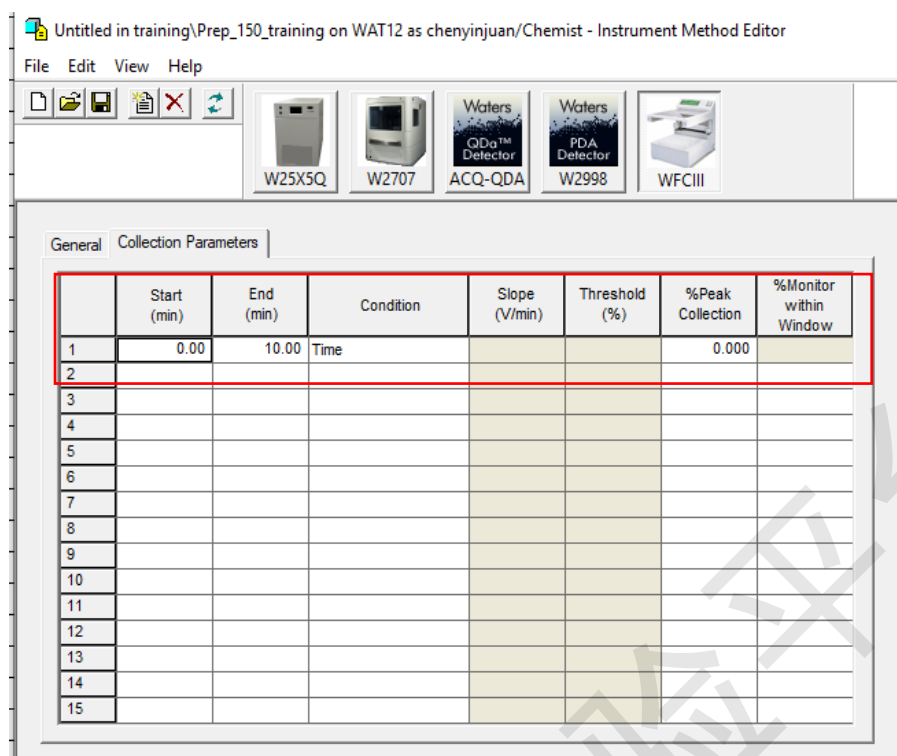 Untitled in training\Prep_150_training on WAT12 as chenyinjuan/Chemist - Instrument Method Editor
File Edit View Help
Waters
QDa™
Detector
Waters
PDA
Detector
W25X5Q W2707 ACQ-QDA W2998 WFCIII
General Collection Parameters
Start (min) End (min) Condition Slope (V/min) Threshold (%) %Peak Collection %Monitor within Window
1 0.00 10.00 Time 0.000
2
3
4
5
6
7
8
9
10
11
12
13
14
15
验平